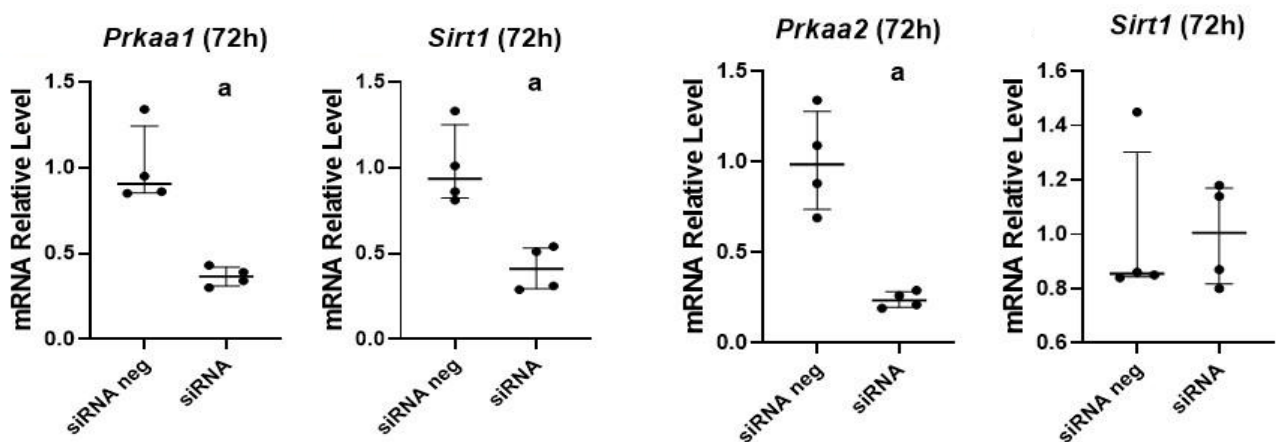 Prkaa1 (72h)
mRNA Relative Level
1.5
1.0
0.5
0.0
a
siRNA neg
siRNA
Sirt1 (72h)
mRNA Relative Level
1.5
1.0
0.5
0.0
a
siRNA neg
siRNA
Prkaa2 (72h)
mRNA Relative Level
1.5
1.0
0.5
0.0
a
siRNA neg
siRNA
Sirt1 (72h)
mRNA Relative Level
1.6
1.4
1.2
1.0
0.8
0.6
siRNA neg
siRNA